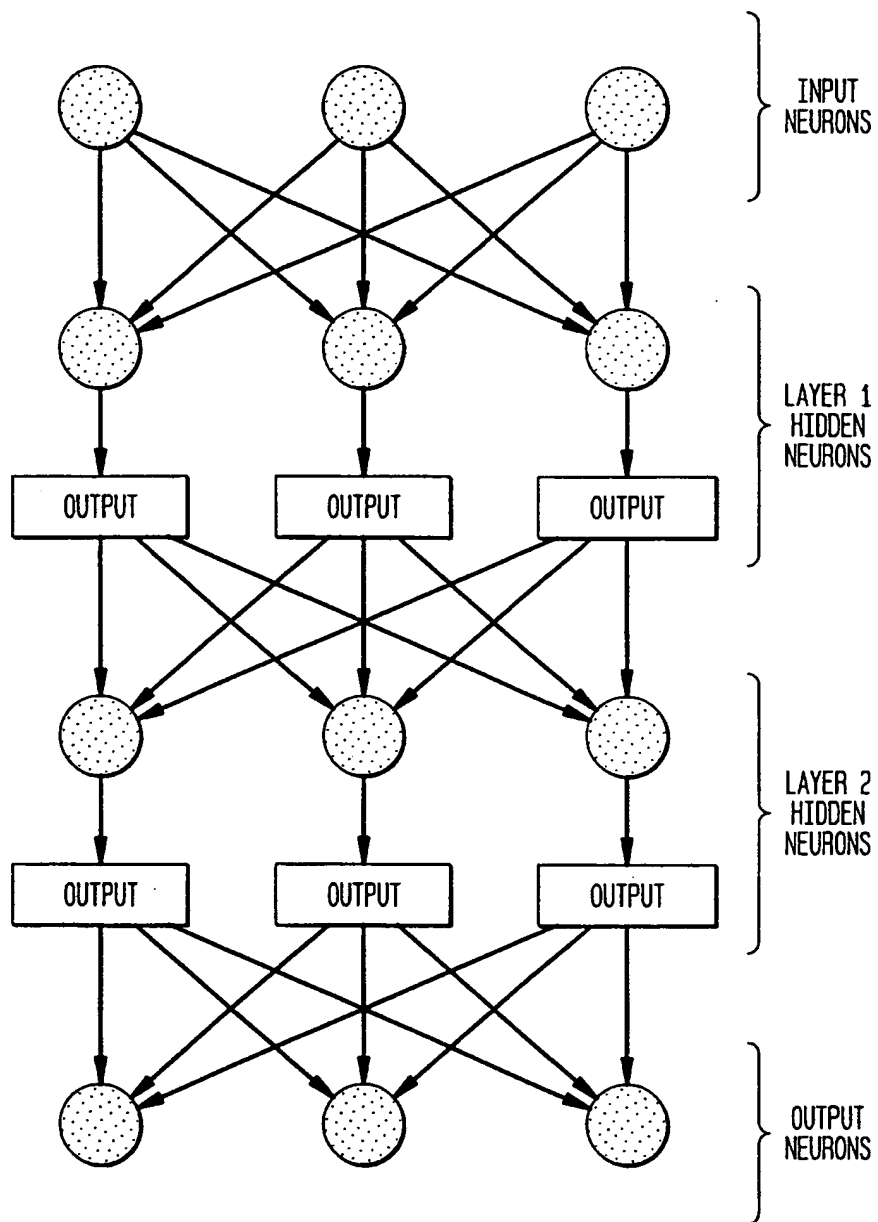 INPUT
NEURONS
LAYER 1
HIDDEN
NEURONS
OUTPUT OUTPUT OUTPUT
LAYER 2
HIDDEN
NEURONS
OUTPUT OUTPUT OUTPUT
OUTPUT
NEURONS